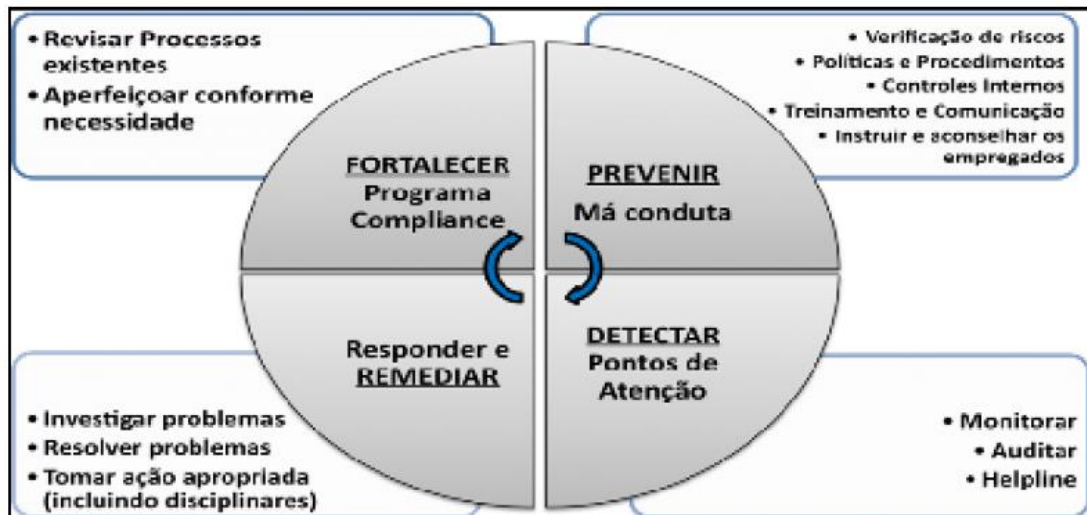 • Revisar Processos
existentes
• Aperfeiçoar conforme
necessidade
• Verificação de riscos
• Políticas e Procedimentos
• Controles Internos
• Treinamento e Comunicação
• Instruir e aconselhar os
empregados
FORTALECER
Programa
Compliance
PREVENIR
Má conduta
Responder e
REMEDIAR
DETECTAR
Pontos de
Atenção
• Investigar problemas
• Resolver problemas
• Tomar ação apropriada
(incluindo disciplinares)
• Monitorar
• Auditar
• Helpline